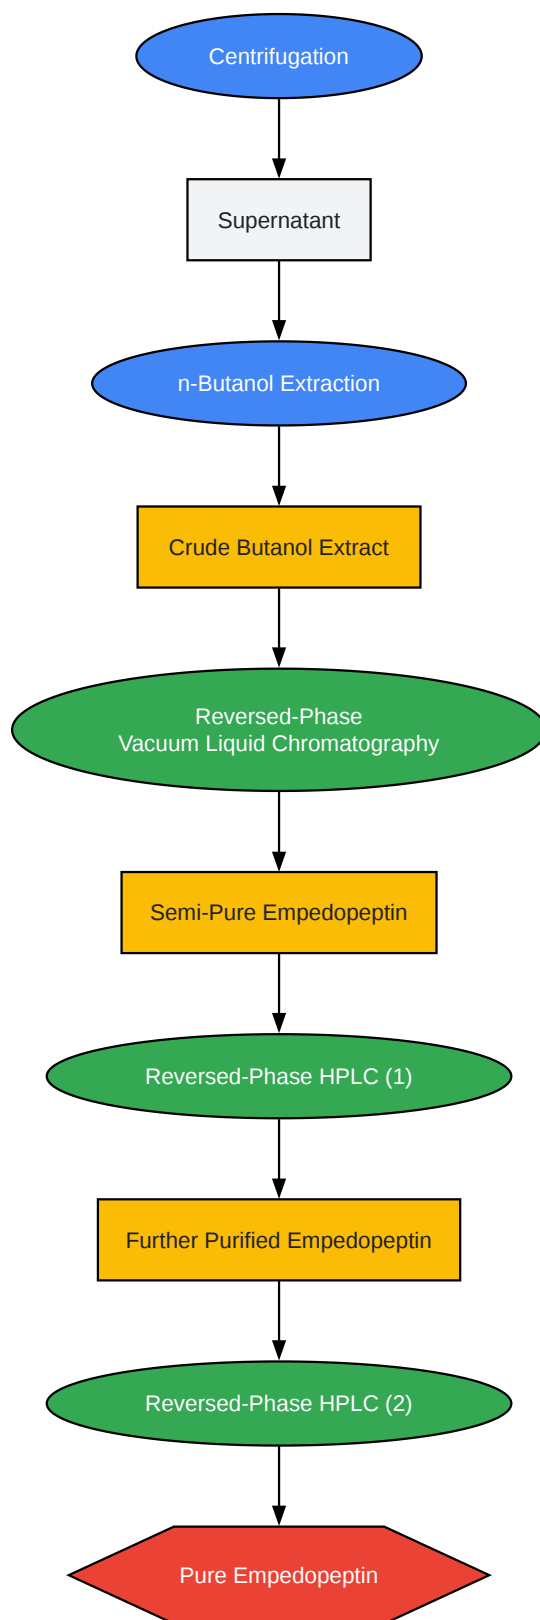 Centrifugation
Supernatant
n-Butanol Extraction
Crude Butanol Extract
Reversed-Phase
Vacuum Liquid Chromatography
Semi-Pure Empedopeptin
Reversed-Phase HPLC (1)
Further Purified Empedopeptin
Reversed-Phase HPLC (2)
Pure Empedopeptin